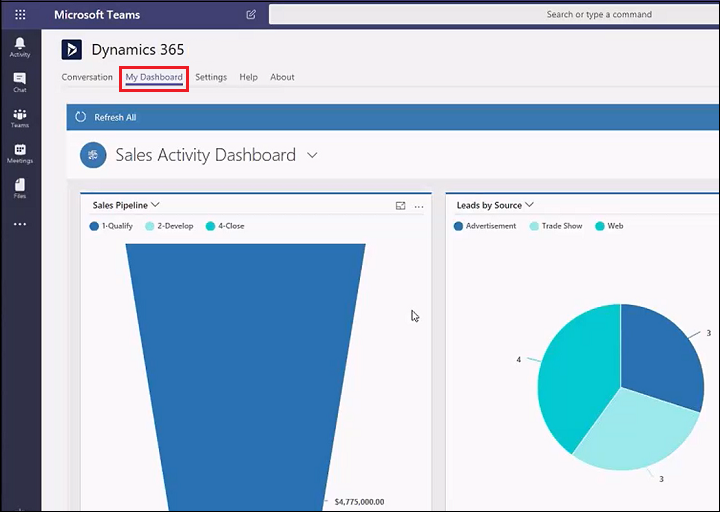 Microsoft Teams
Search or type a command
Activity
Chat
Teams
Meetings
Files
Dynamics 365
Conversation My Dashboard Settings Help About
Refresh All
Sales Activity Dashboard
Sales Pipeline
1-Qualify 2-Develop 4-Close
$4,775,000.00
Leads by Source
Advertisement Trade Show Web
3
4
3